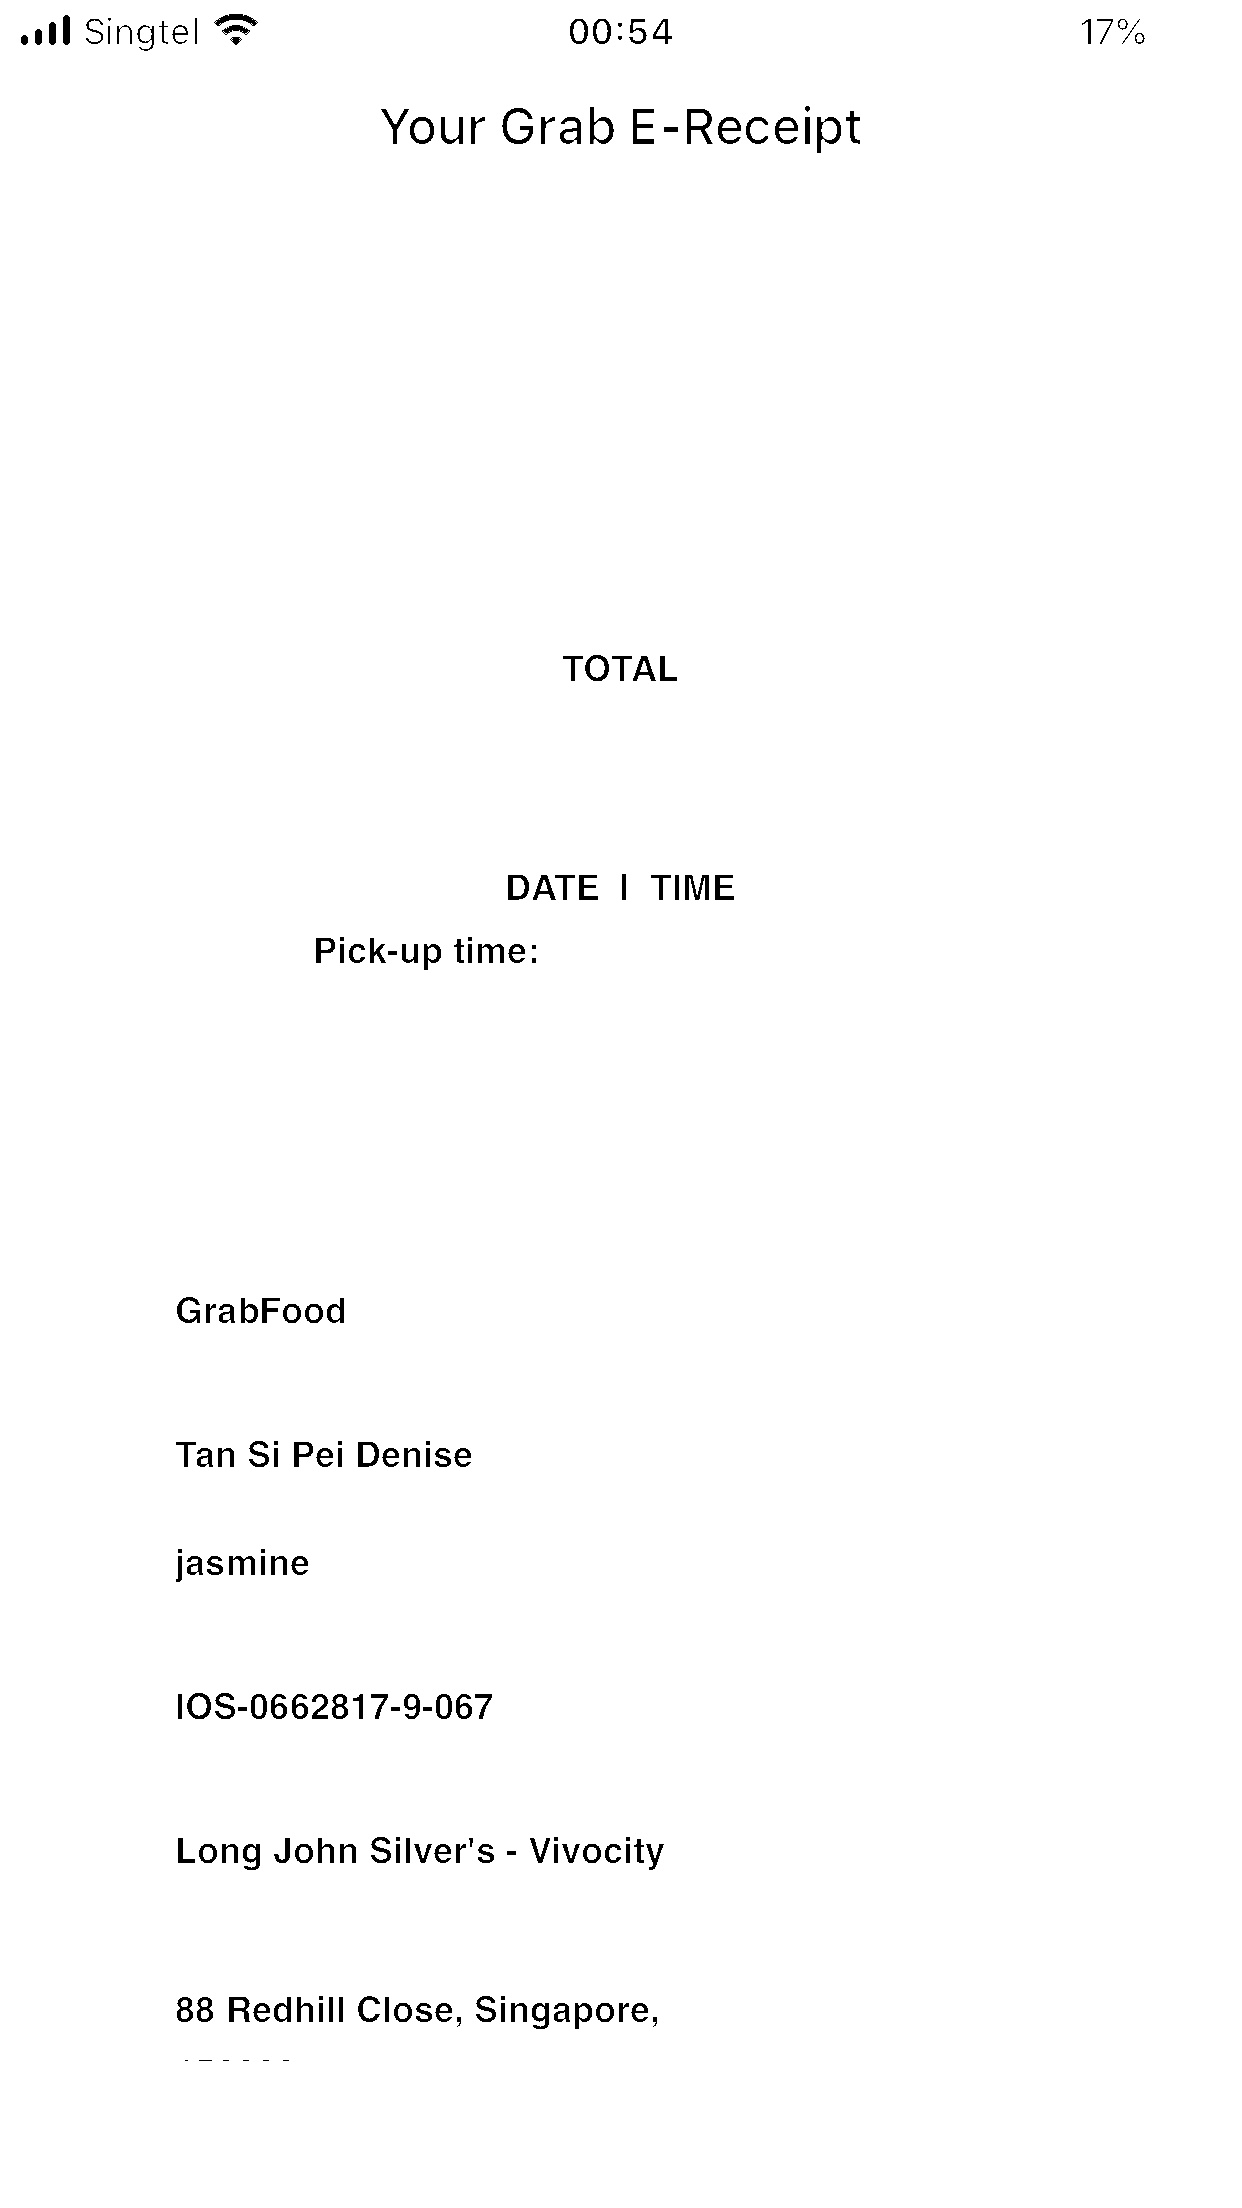 Singtel 00:54 17%
Your Grab E-Receipt
TOTAL
DATE | TIME
Pick-up time:
GrabFood
Tan Si Pei Denise
jasmine
IOS-0662817-9-067
Long John Silver's - Vivocity
88 Redhill Close, Singapore,